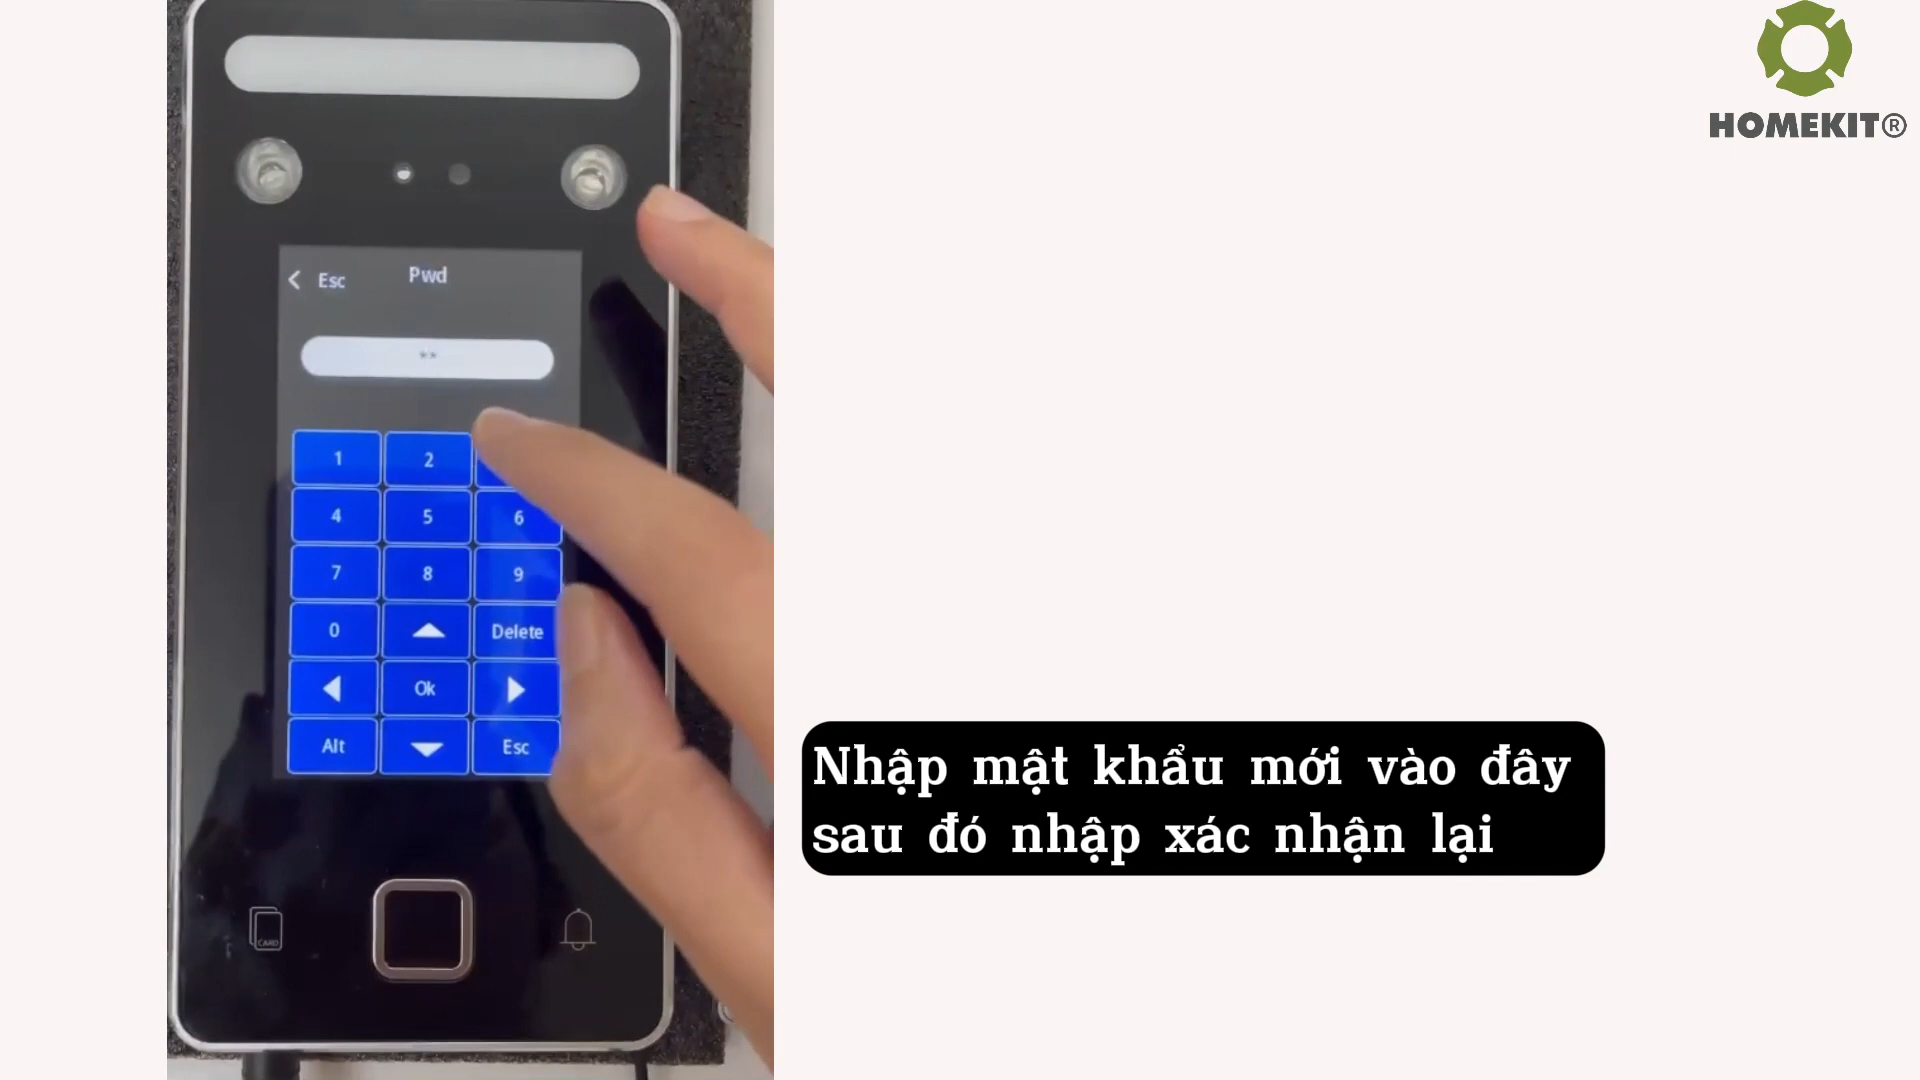 HOMEKIT®
Esc
Pwd
**
1 2
4 5 6
7 8 9
0 Delete
Ok
Alt Esc
CARD
Nhập mật khẩu mới vào đây
sau đó nhập xác nhận lại